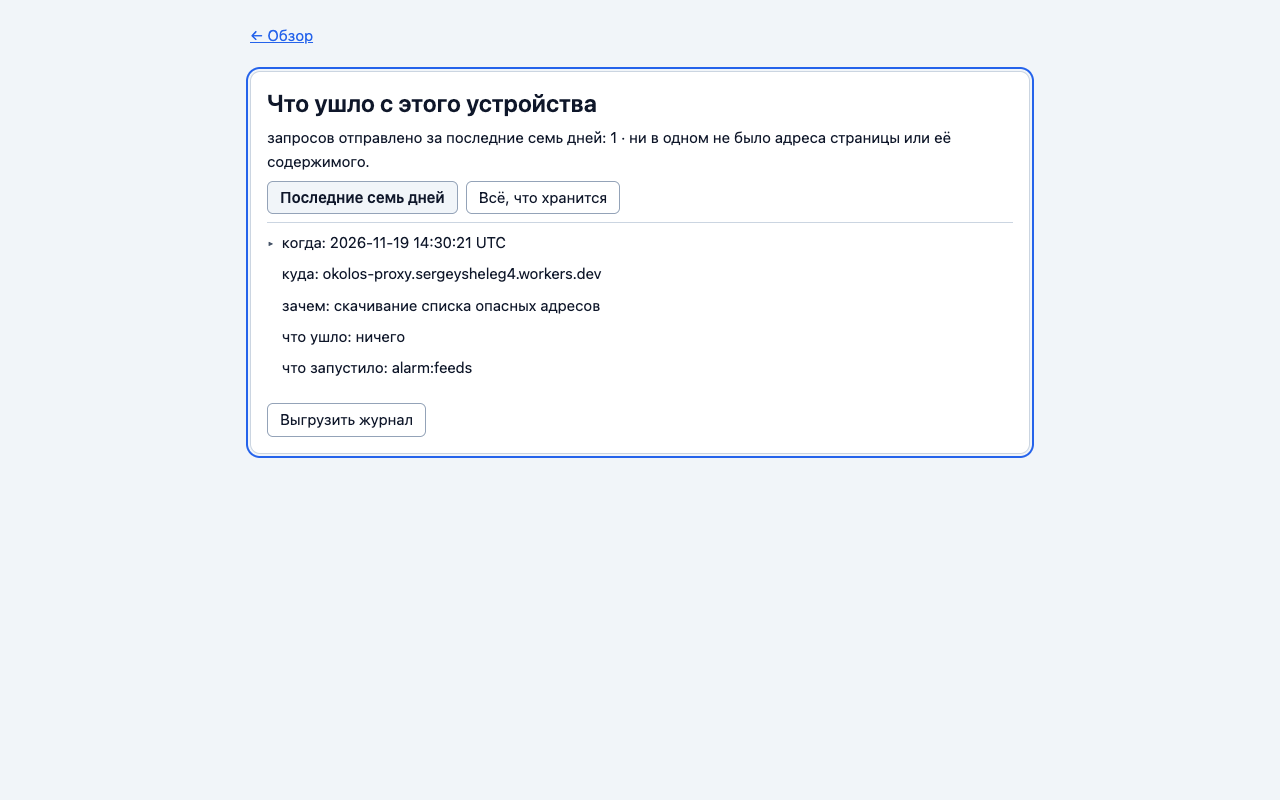 ← Обзор
Что ушло с этого устройства
запросов отправлено за последние семь дней: 1 · ни в одном не было адреса страницы или её
содержимого.
Последние семь дней
Всё, что хранится
▸ когда: 2026-11-19 14:30:21 UTC
куда: okolos-proxy.sergeysheleg4.workers.dev
зачем: скачивание списка опасных адресов
что ушло: ничего
что запустило: alarm:feeds
Выгрузить журнал